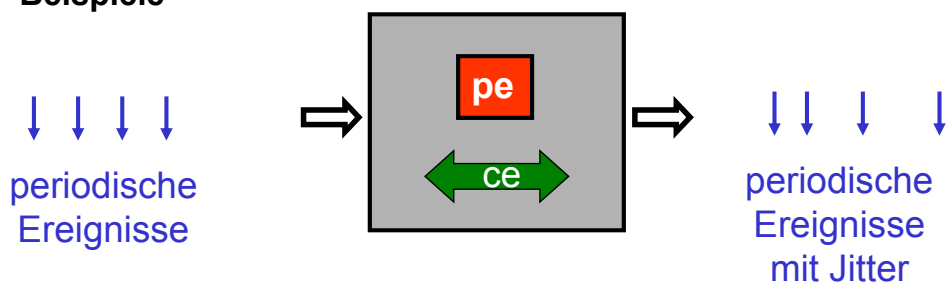 Beispiele
pe
ce
periodische
Ereignisse
periodische
Ereignisse
mit Jitter